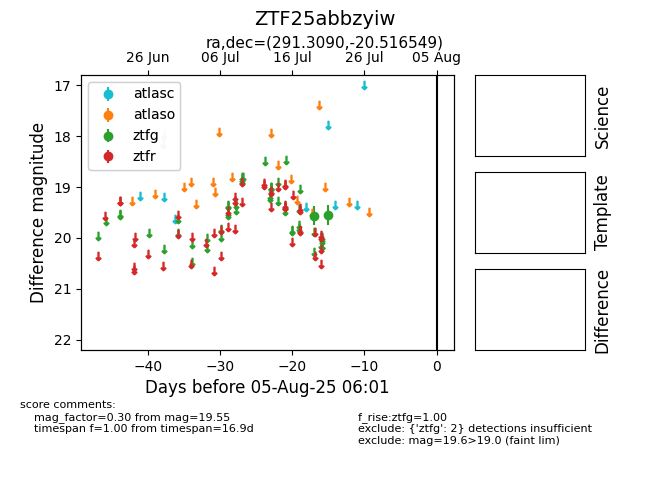 ZTF25abbzyiw
ra,dec=(291.3090,-20.516549)
26 Jun 06 Jul 16 Jul 26 Jul 05 Aug
atlasc
atlaso
ztfg
ztfr
17
18
19
20
21
22
Difference magnitude
−40 −30 −20 −10 0
Days before 05-Aug-25 06:01
Science
Template
Difference
score comments:
mag_factor=0.30 from mag=19.55
timespan f=1.00 from timespan=16.9d
f_rise:ztfg=1.00
exclude: {'ztfg': 2} detections insufficient
exclude: mag=19.6>19.0 (faint lim)